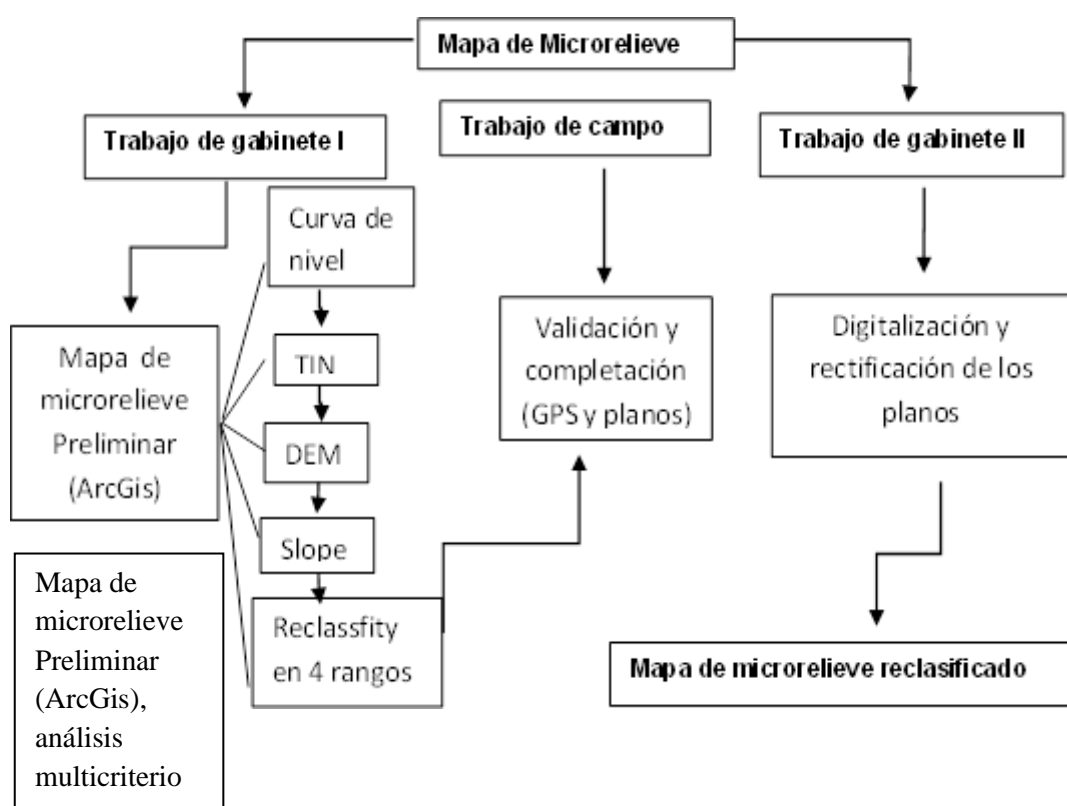 Mapa de Microrelieve
Trabajo de gabinete I
Trabajo de campo
Trabajo de gabinete II
Curva de
nivel
TIN
DEM
Slope
Reclassfity
en 4 rangos
Mapa de
microrelieve
Preliminar
(ArcGis)
Validación y
completación
(GPS y planos)
Digitalización y
rectificación de los
planos
Mapa de microrelieve reclasificado
Mapa de
microrelieve
Preliminar
(ArcGis),
análisis
multicriterio